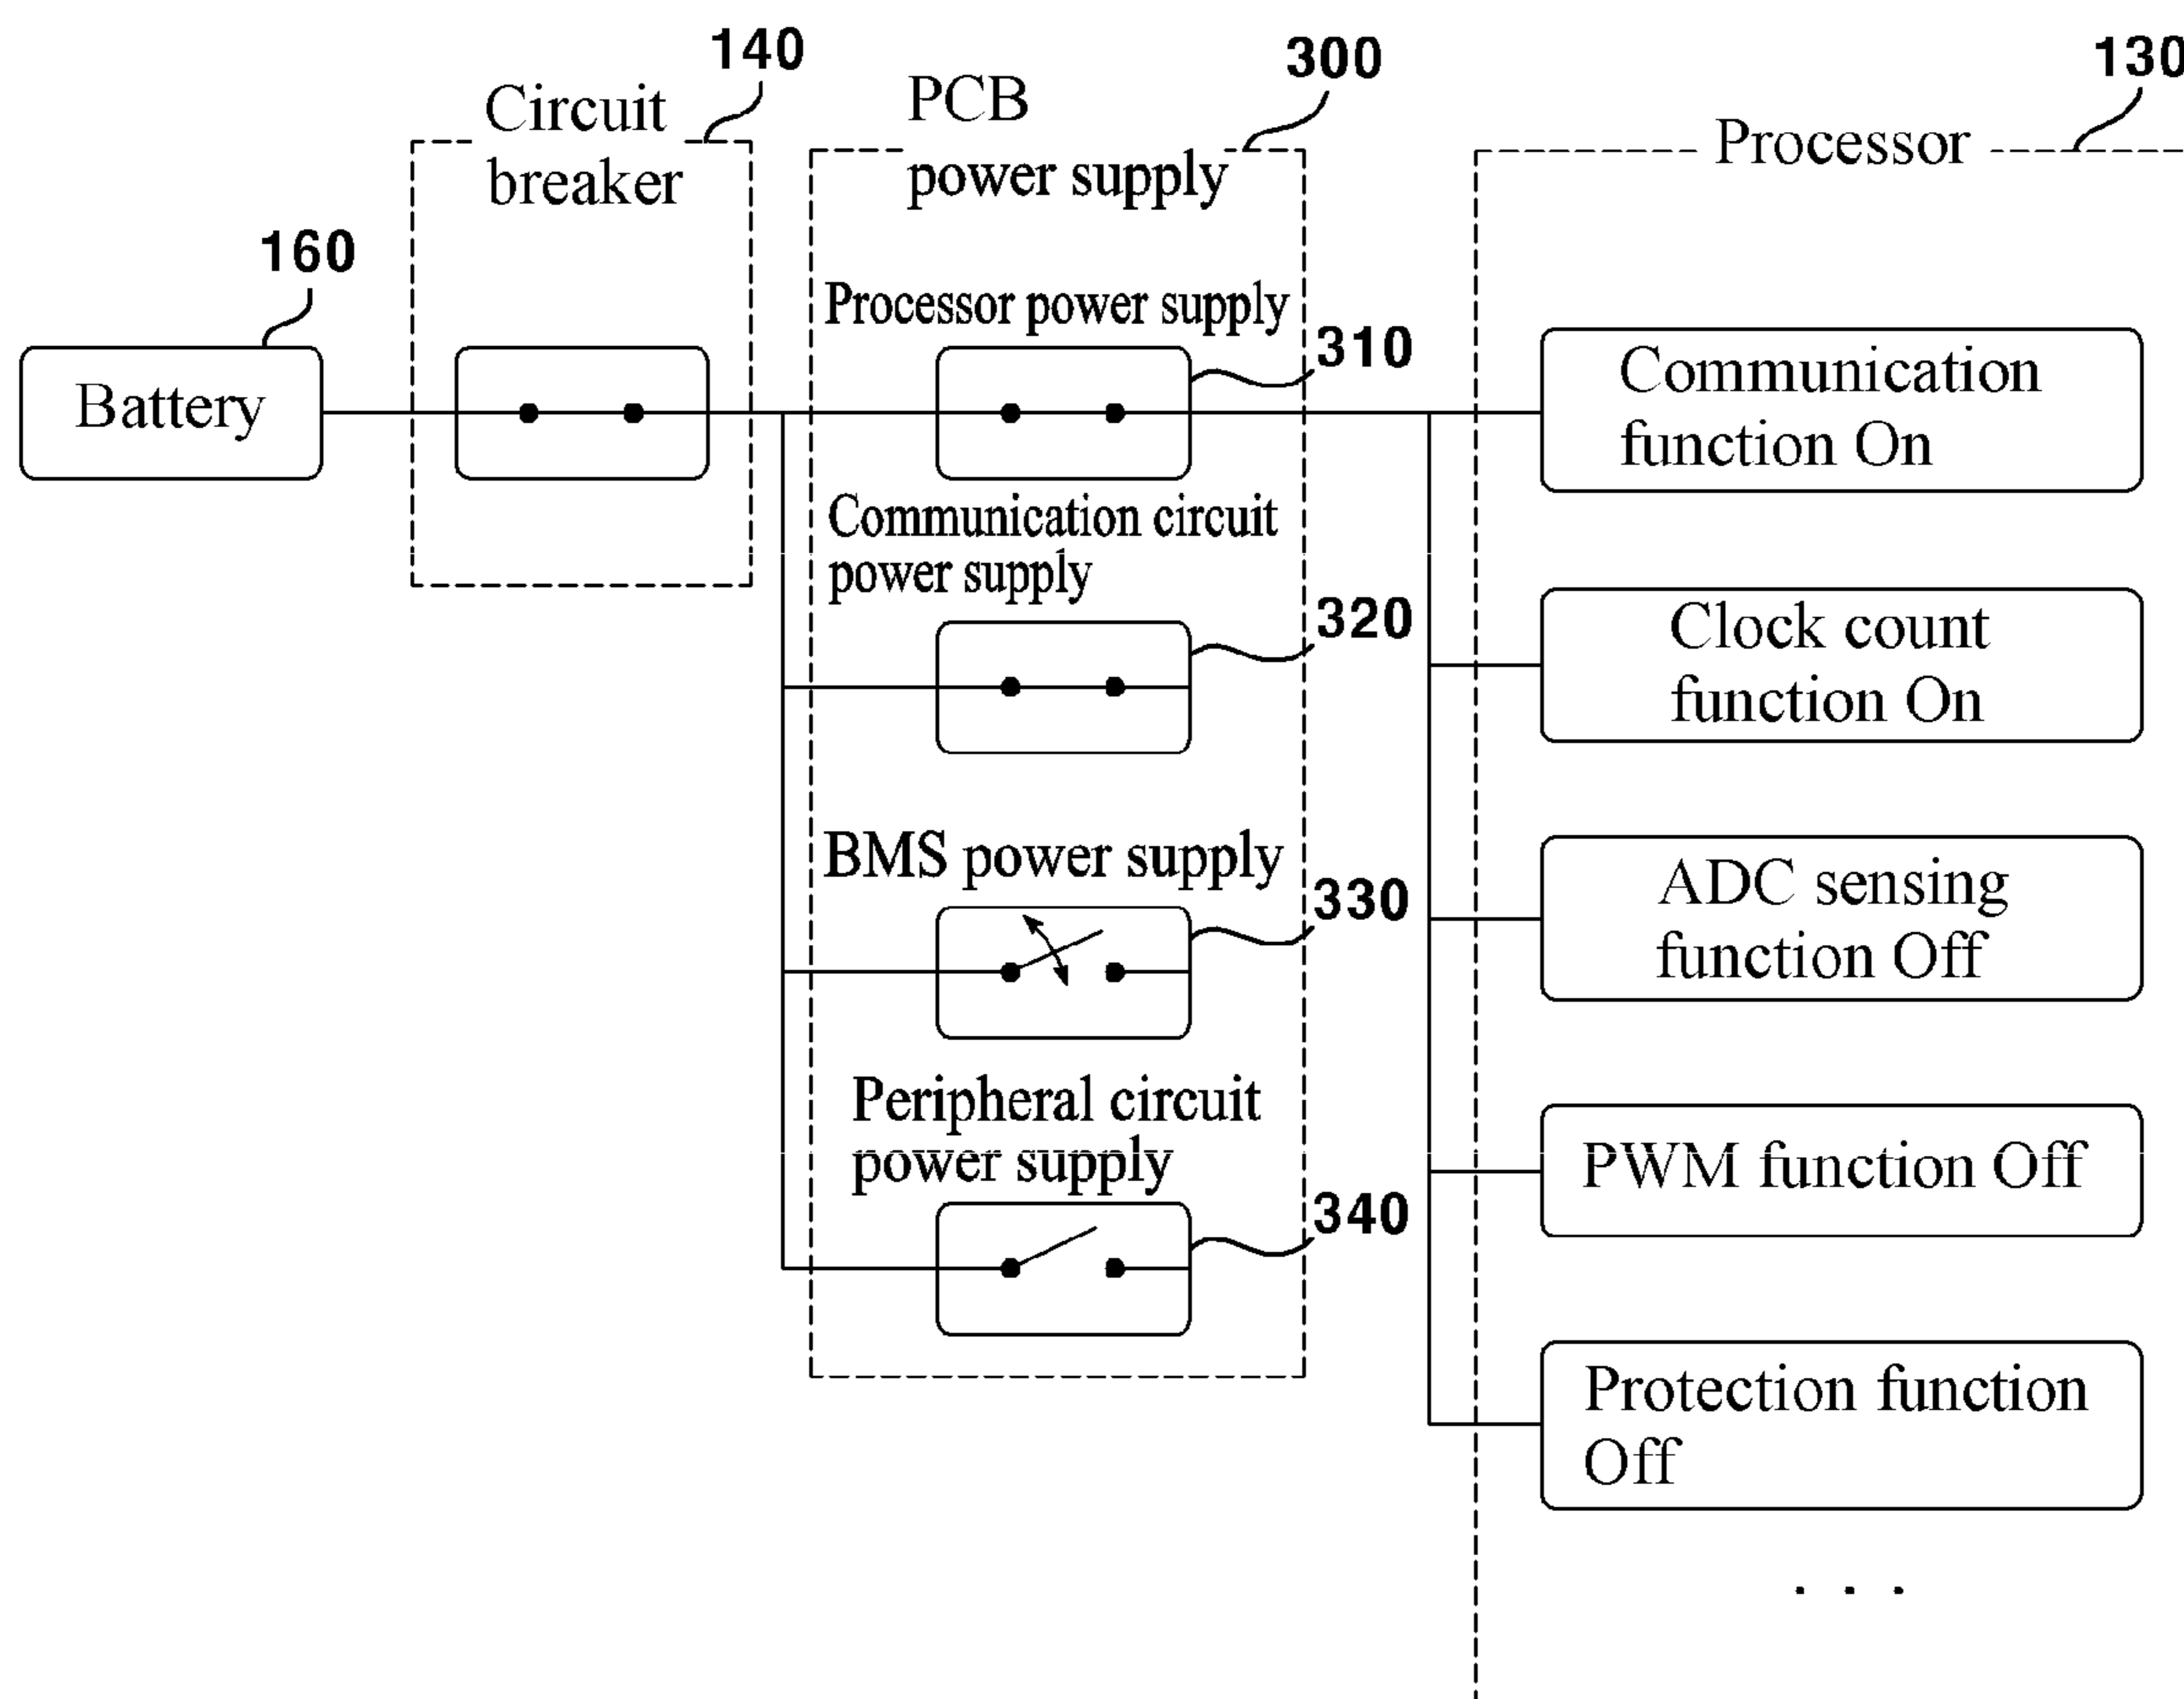 140
300
130
Circuit
breaker
PCB
power supply
Processor
160
Battery
Processor power supply
310
Communication circuit
power supply
320
BMS power supply
330
Peripheral circuit
power supply
340
Communication
function On
Clock count
function On
ADC sensing
function Off
PWM function Off
Protection function
Off
. . .